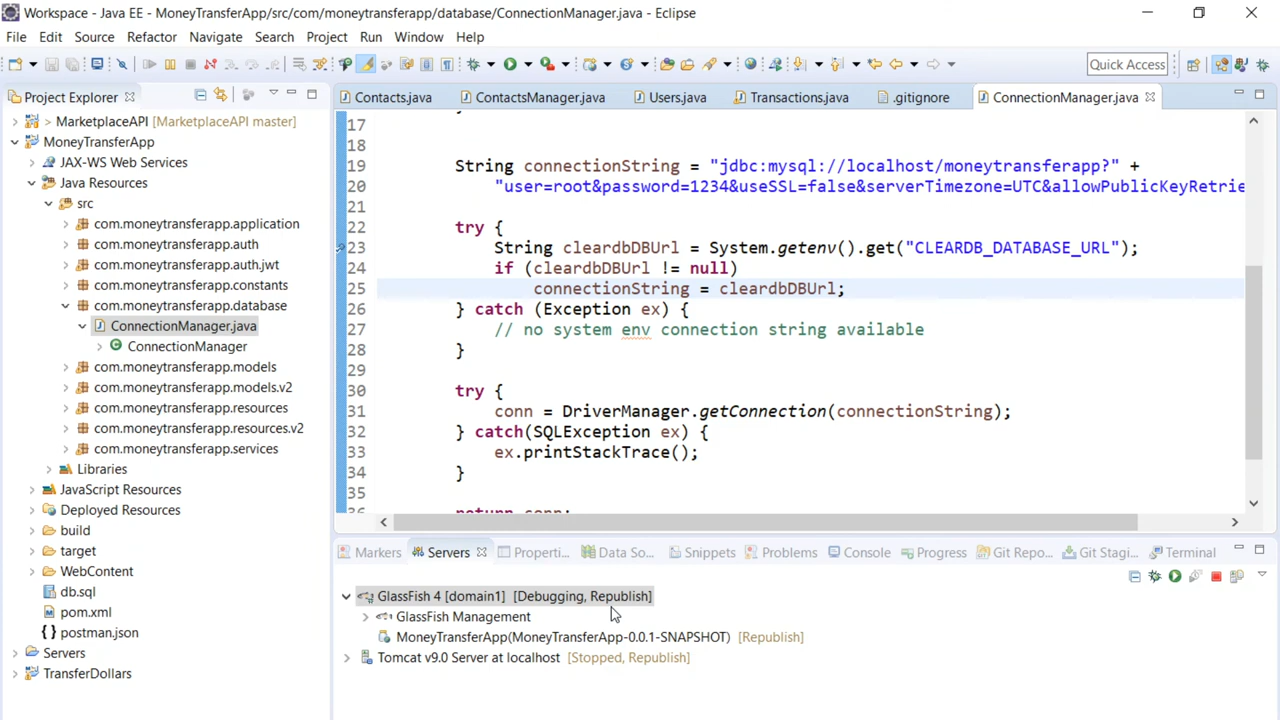 Workspace - Java EE - MoneyTransferApp/src/com/moneytransferapp/database/ConnectionManager.java - Eclipse
File Edit Source Refactor Navigate Search Project Run Window Help
Quick Access
Project Explorer
Contacts.java ContactsManager.java Users.java Transactions.java .gitignore ConnectionManager.java
> MarketplaceAPI [MarketplaceAPI master]
MoneyTransferApp
JAX-WS Web Services
Java Resources
src
com.moneytransferapp.application
com.moneytransferapp.auth
com.moneytransferapp.auth.jwt
com.moneytransferapp.constants
com.moneytransferapp.database
ConnectionManager.java
ConnectionManager
com.moneytransferapp.models
com.moneytransferapp.models.v2
com.moneytransferapp.resources
com.moneytransferapp.resources.v2
com.moneytransferapp.services
Libraries
JavaScript Resources
Deployed Resources
build
target
WebContent
db.sql
pom.xml
postman.json
Servers
TransferDollars
17
18
19 String connectionString = "jdbc:mysql://localhost/moneytransferapp?" +
20 "user=root&password=1234&useSSL=false&serverTimezone=UTC&allowPublicKeyRetrie
21
22 try {
23 String cleardbDBUrl = System.getenv().get("CLEARDB_DATABASE_URL");
24 if (cleardbDBUrl != null)
25 connectionString = cleardbDBUrl;
26 } catch (Exception ex) {
27 // no system env connection string available
28 }
29
30 try {
31 conn = DriverManager.getConnection(connectionString);
32 } catch(SQLException ex) {
33 ex.printStackTrace();
34 }
35
36 return conn;
Markers Servers Properti... Data So... Snippets Problems Console Progress Git Repo... Git Stagi... Terminal
GlassFish 4 [domain1] [Debugging, Republish]
GlassFish Management
MoneyTransferApp(MoneyTransferApp-0.0.1-SNAPSHOT) [Republish]
Tomcat v9.0 Server at localhost [Stopped, Republish]